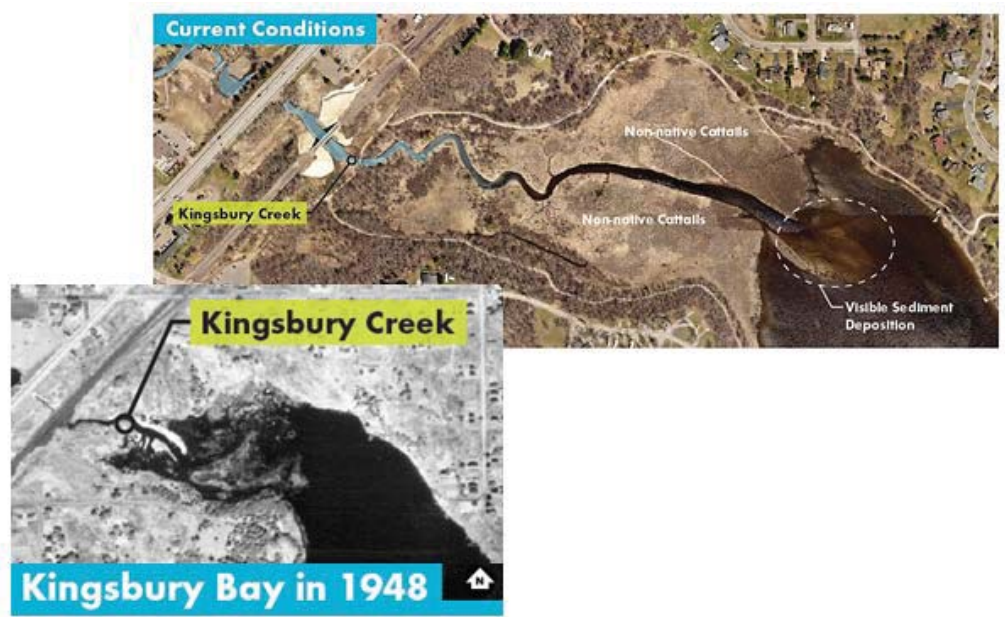 Current Conditions
Non-native Cattails
Kingsbury Creek
Non-native Cattails
Visible Sediment
Deposition
Kingsbury Creek
Kingsbury Bay in 1948
N